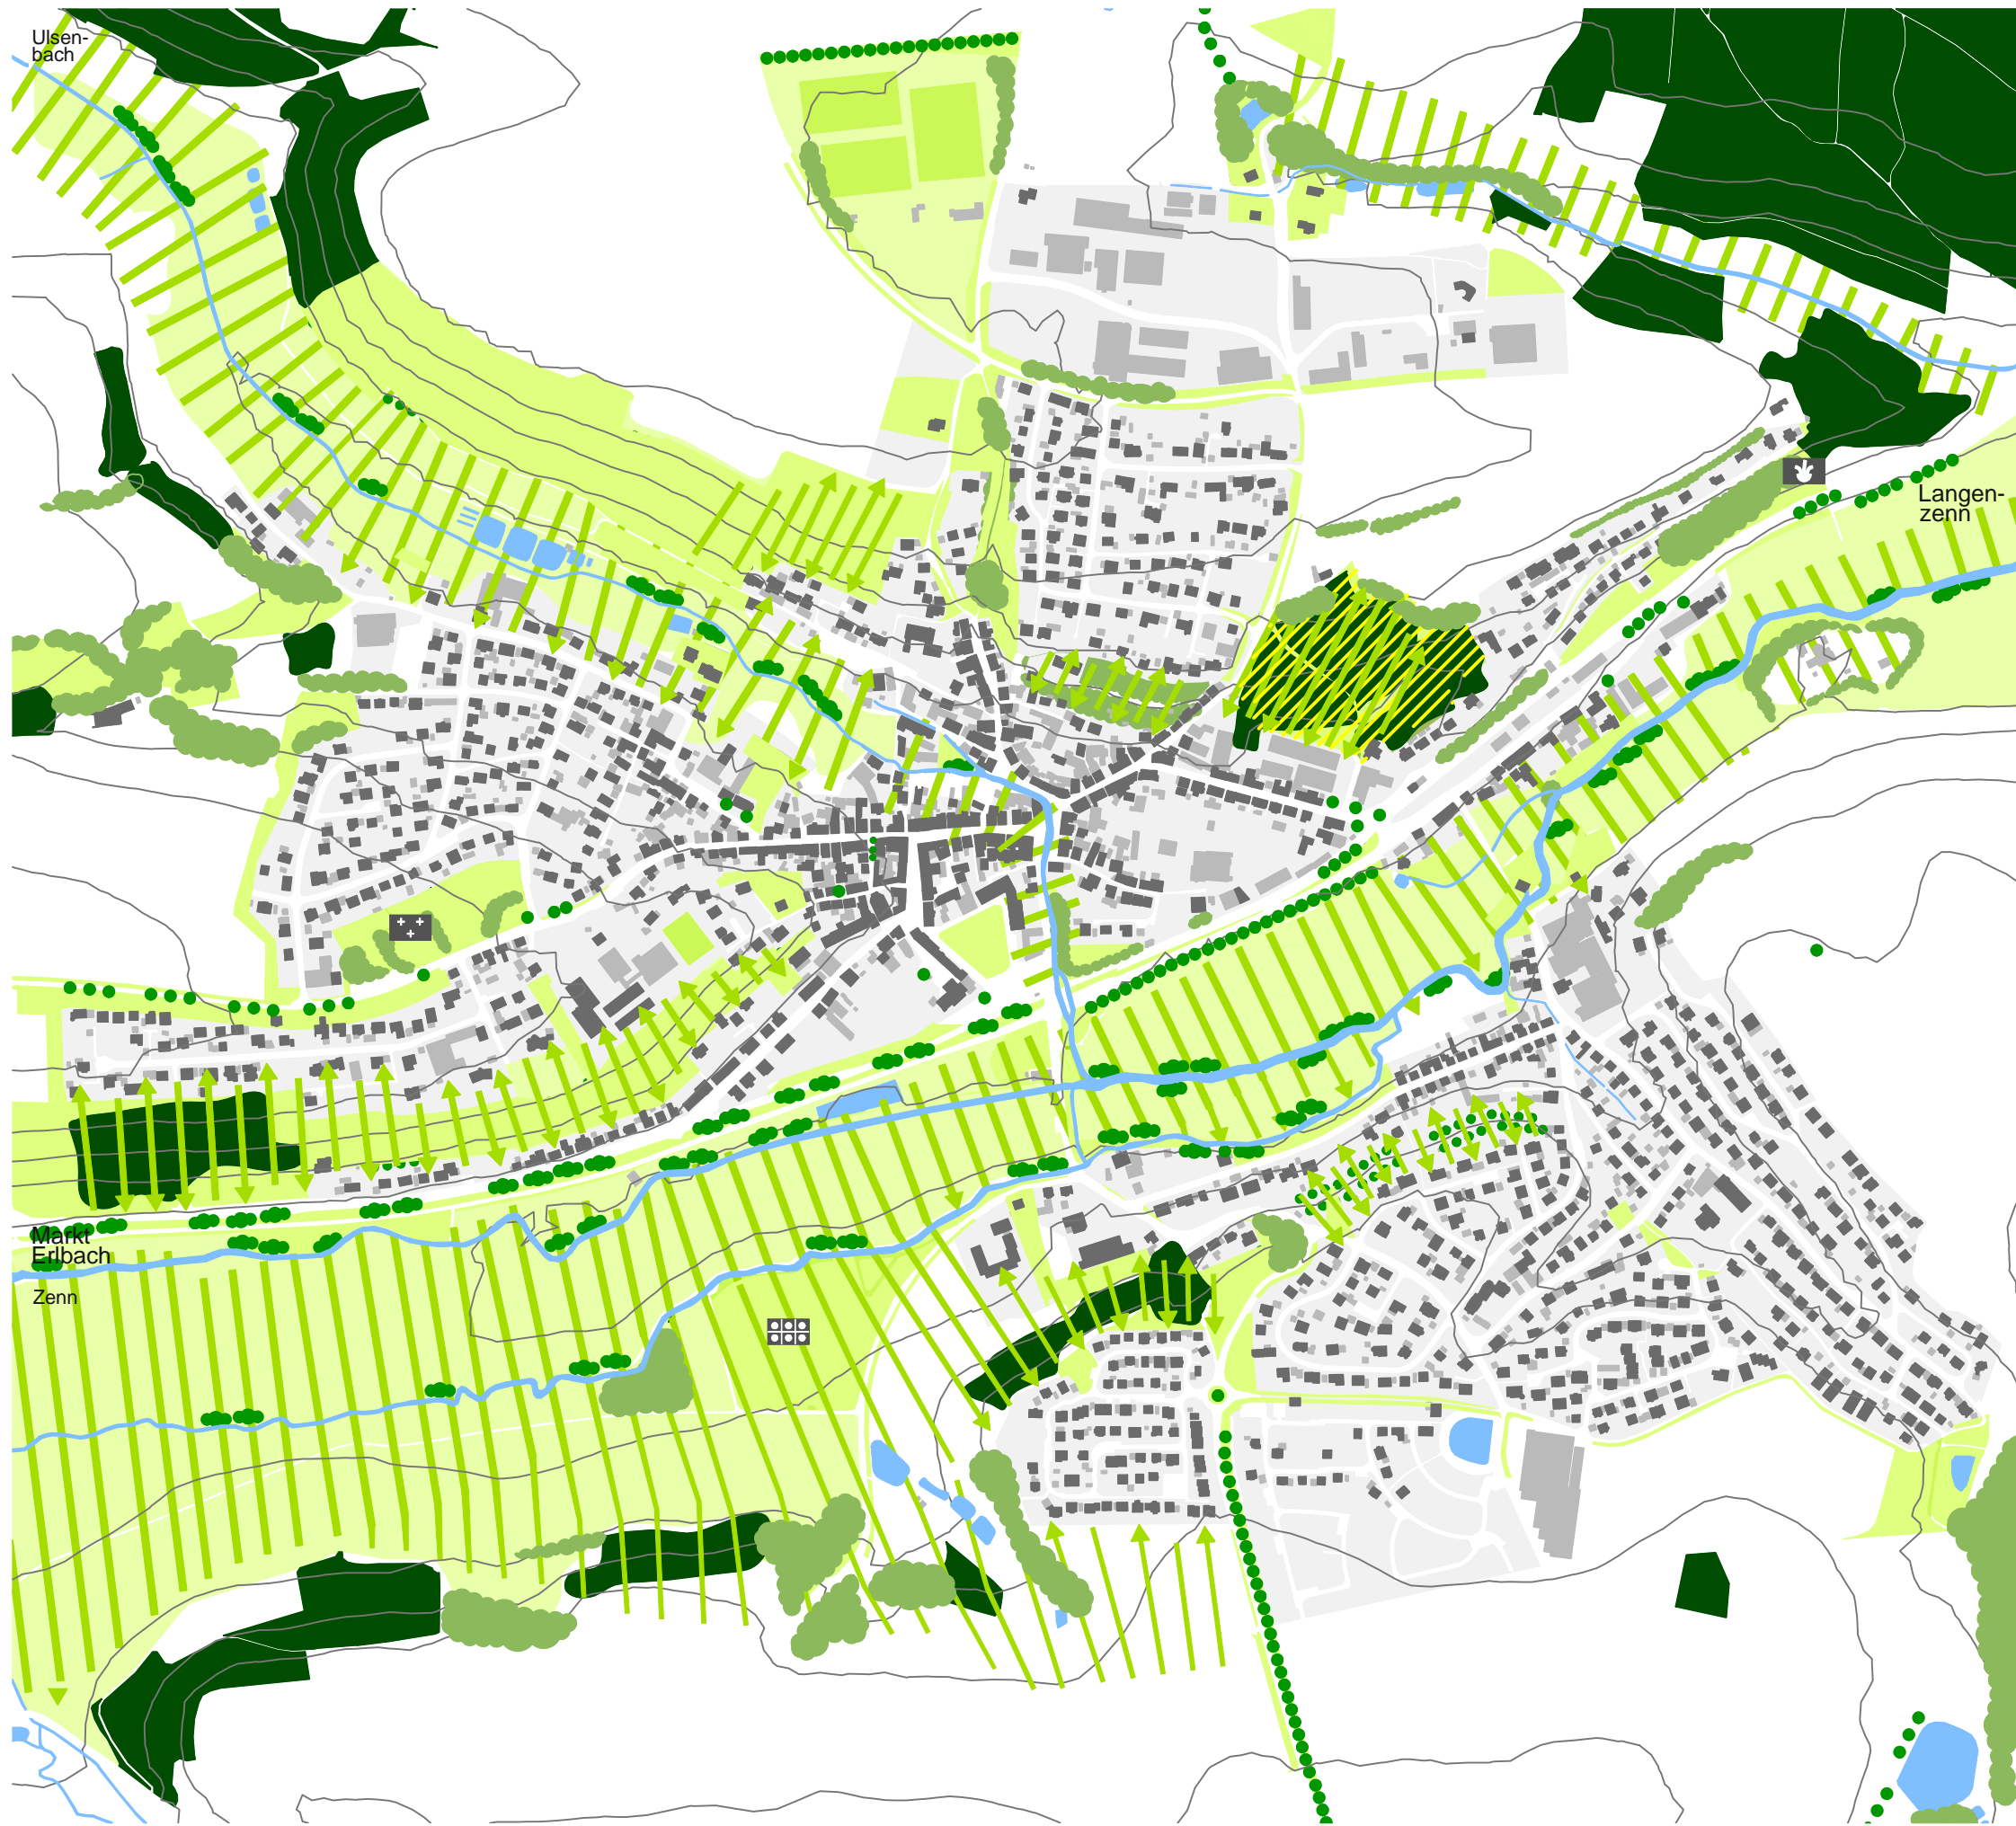 Ulsen-
bach
Langen-
zenn
Markt
Erlbach
Zenn